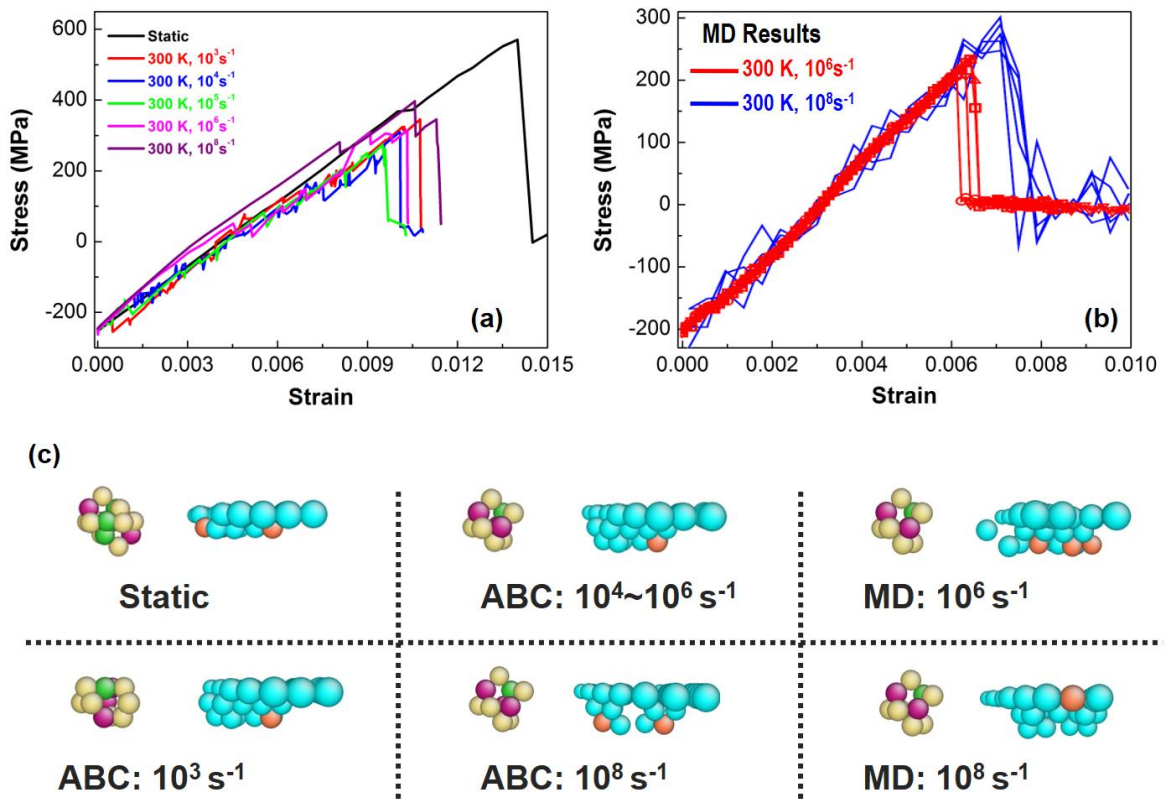 600
400
200
0
-200
Stress (MPa)
Static
300 K, 10³s⁻¹
300 K, 10⁴s⁻¹
300 K, 10⁵s⁻¹
300 K, 10⁶s⁻¹
300 K, 10⁸s⁻¹
(a)
0.000 0.003 0.006 0.009 0.012 0.015
Strain
300
200
100
0
-100
-200
Stress (MPa)
MD Results
300 K, 10⁶s⁻¹
300 K, 10⁸s⁻¹
(b)
0.000 0.002 0.004 0.006 0.008 0.010
Strain
(c)
Static
ABC: 10⁴~10⁶ s⁻¹
MD: 10⁶ s⁻¹
ABC: 10³ s⁻¹
ABC: 10⁸ s⁻¹
MD: 10⁸ s⁻¹